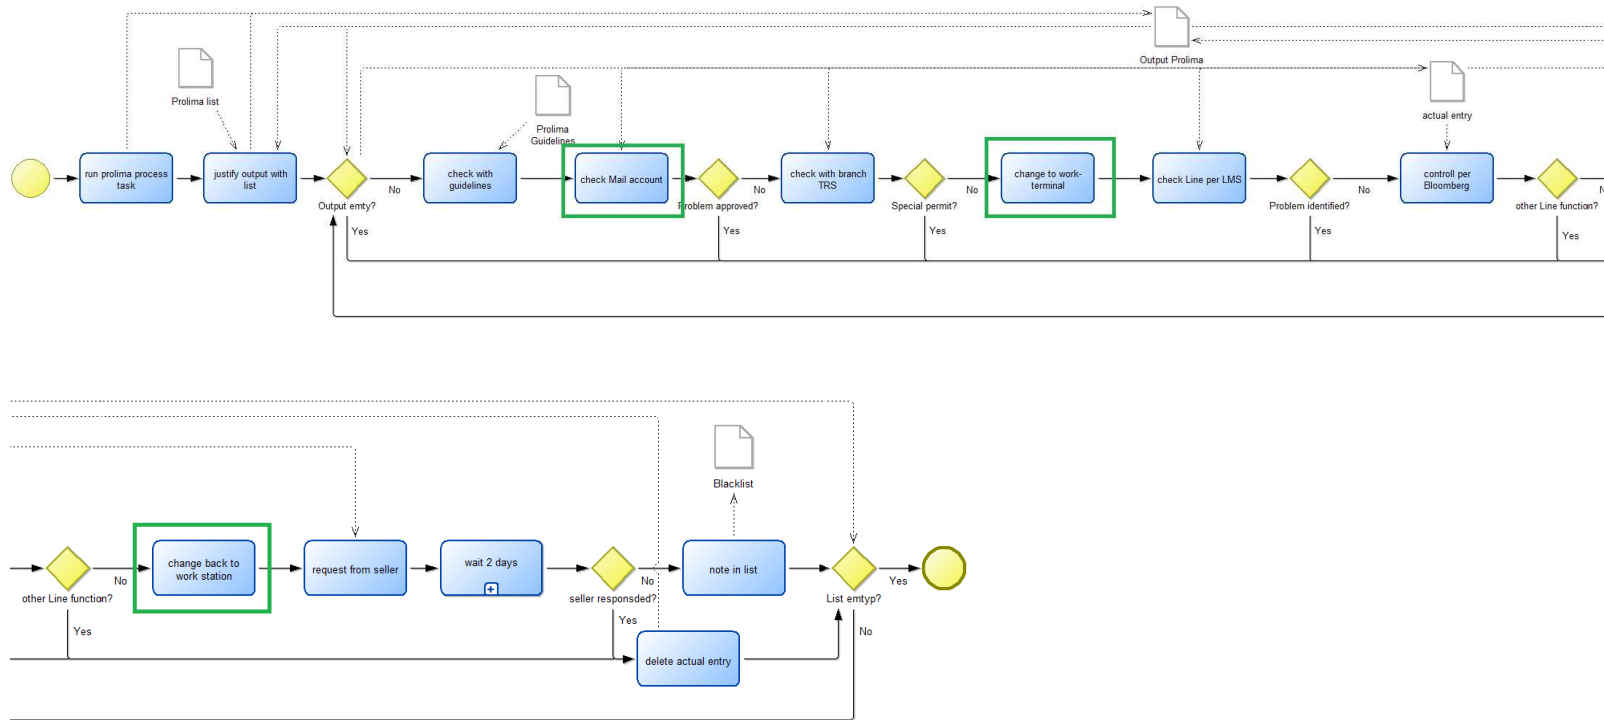 Output Prolima
Prolima list
Prolima
Guidelines
actual entry
run prolima process
task
justify output with
list
Output emty?
No
Yes
check with
guidelines
check Mail account
Problem approved?
No
Yes
check with branch
TRS
Special permit?
No
Yes
change to work-
terminal
check Line per LMS
Problem identified?
No
Yes
controll per
Bloomberg
other Line function?
N
Yes
Blacklist
other Line function?
No
Yes
change back to
work station
request from seller
wait 2 days
seller responsded?
No
Yes
note in list
delete actual entry
List emtyp?
Yes
No